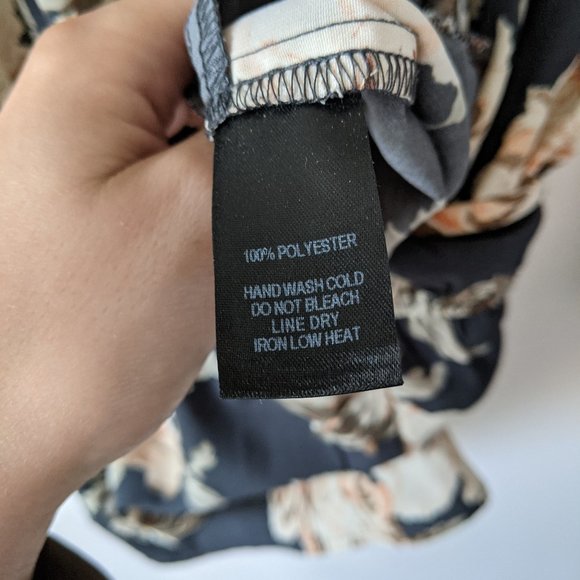 100% POLYESTER
HAND WASH COLD
DO NOT BLEACH
LINE DRY
IRON LOW HEAT